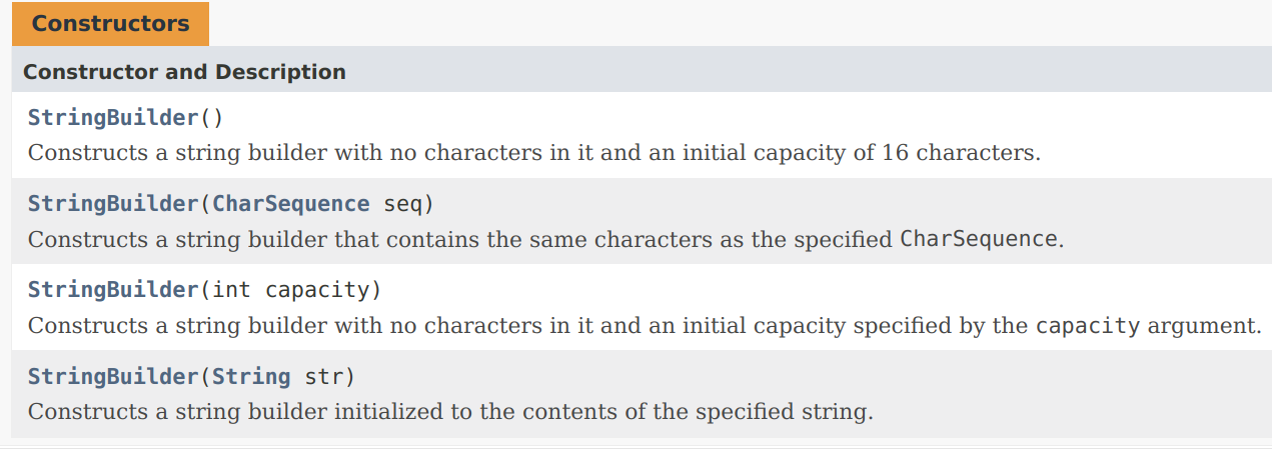 Constructors
Constructor and Description
StringBuilder()
Constructs a string builder with no characters in it and an initial capacity of 16 characters.
StringBuilder(CharSequence seq)
Constructs a string builder that contains the same characters as the specified CharSequence.
StringBuilder(int capacity)
Constructs a string builder with no characters in it and an initial capacity specified by the capacity argument.
StringBuilder(String str)
Constructs a string builder initialized to the contents of the specified string.